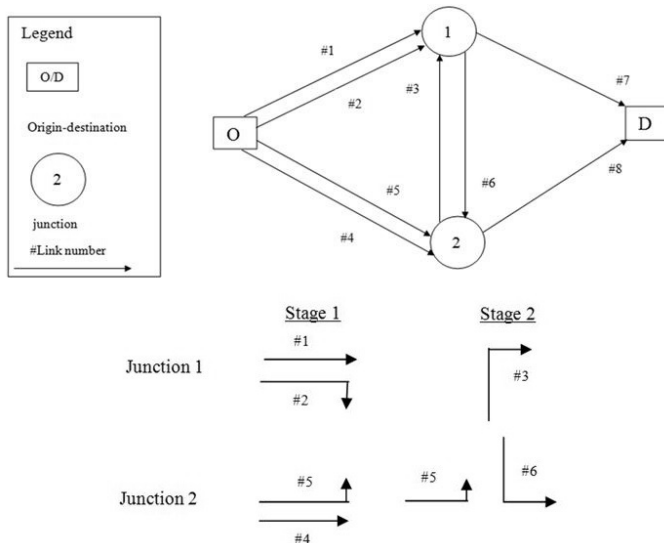 Legend
O/D
Origin-destination
2
junction
#Link number
1
#1
#2
#3
#7
O
D
#5
#6
#8
#4
2
Stage 1
Stage 2
#1
Junction 1
#2
#3
#5
#5
#6
Junction 2
#4